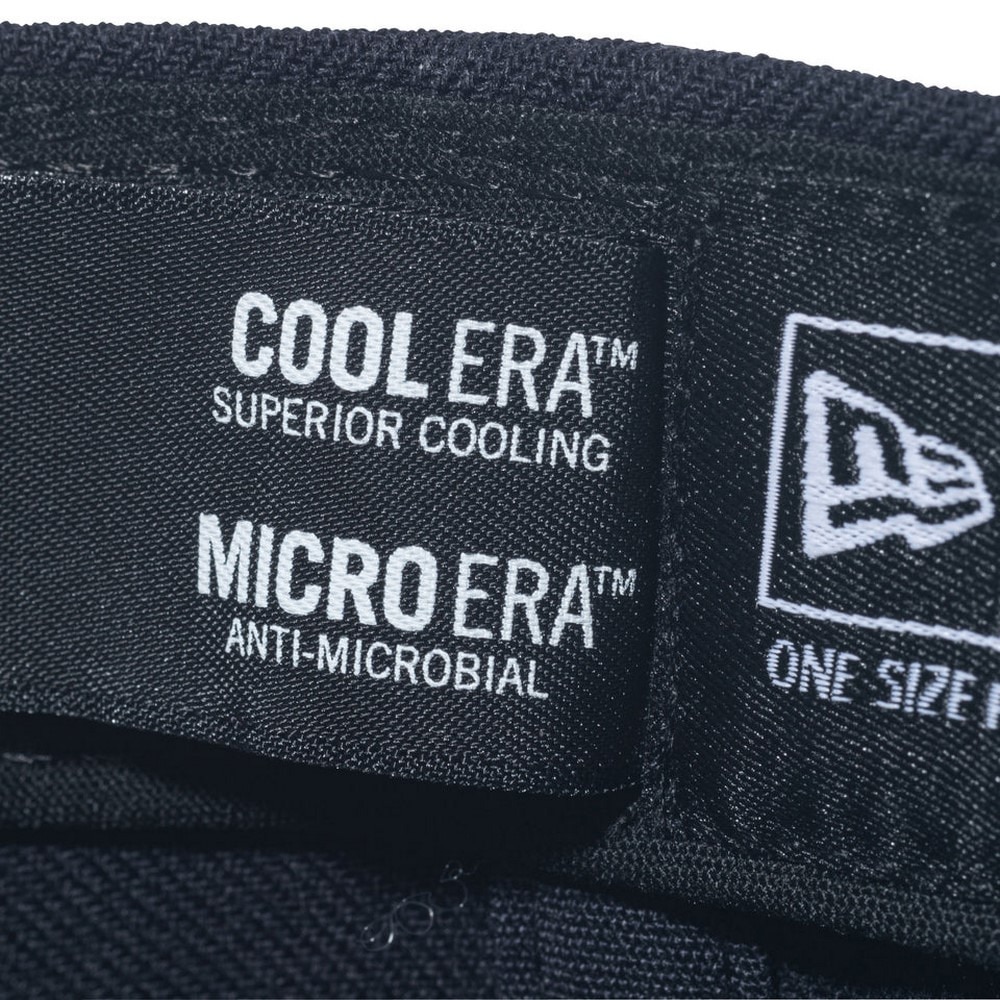 COOL ERA™
SUPERIOR COOLING
MICRO ERA™
ANTI-MICROBIAL
ONE SIZE